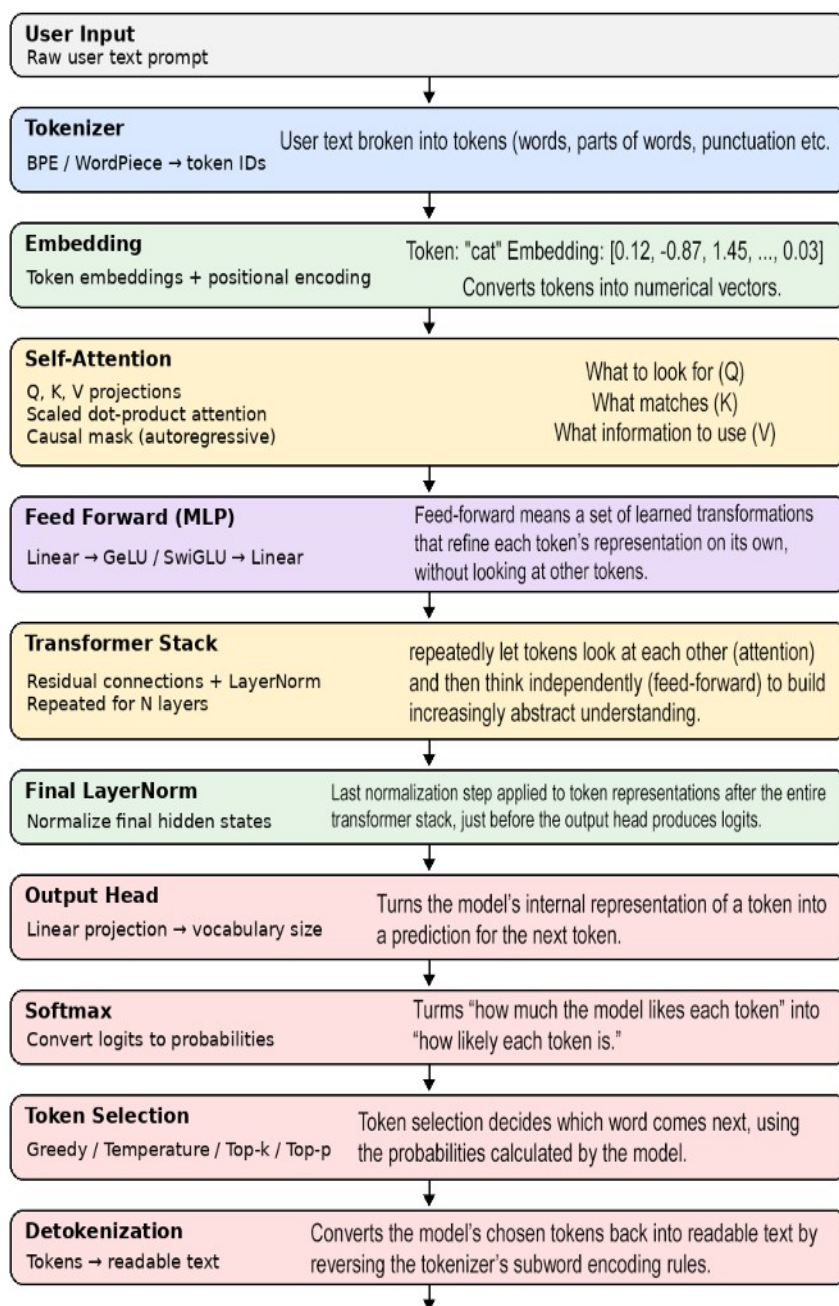 User Input
Raw user text prompt
Tokenizer
BPE / WordPiece → token IDs
User text broken into tokens (words, parts of words, punctuation etc.
Embedding
Token embeddings + positional encoding
Token: "cat" Embedding: [0.12, -0.87, 1.45, ..., 0.03]
Converts tokens into numerical vectors.
Self-Attention
Q, K, V projections
Scaled dot-product attention
Causal mask (autoregressive)
What to look for (Q)
What matches (K)
What information to use (V)
Feed Forward (MLP)
Linear → GeLU / SwiGLU → Linear
Feed-forward means a set of learned transformations
that refine each token’s representation on its own,
without looking at other tokens.
Transformer Stack
Residual connections + LayerNorm
Repeated for N layers
repeatedly let tokens look at each other (attention)
and then think independently (feed-forward) to build
increasingly abstract understanding.
Final LayerNorm
Normalize final hidden states
Last normalization step applied to token representations after the entire
transformer stack, just before the output head produces logits.
Output Head
Linear projection → vocabulary size
Turns the model’s internal representation of a token into
a prediction for the next token.
Softmax
Convert logits to probabilities
Turns “how much the model likes each token” into
“how likely each token is.”
Token Selection
Greedy / Temperature / Top-k / Top-p
Token selection decides which word comes next, using
the probabilities calculated by the model.
Detokenization
Tokens → readable text
Converts the model’s chosen tokens back into readable text by
reversing the tokenizer’s subword encoding rules.